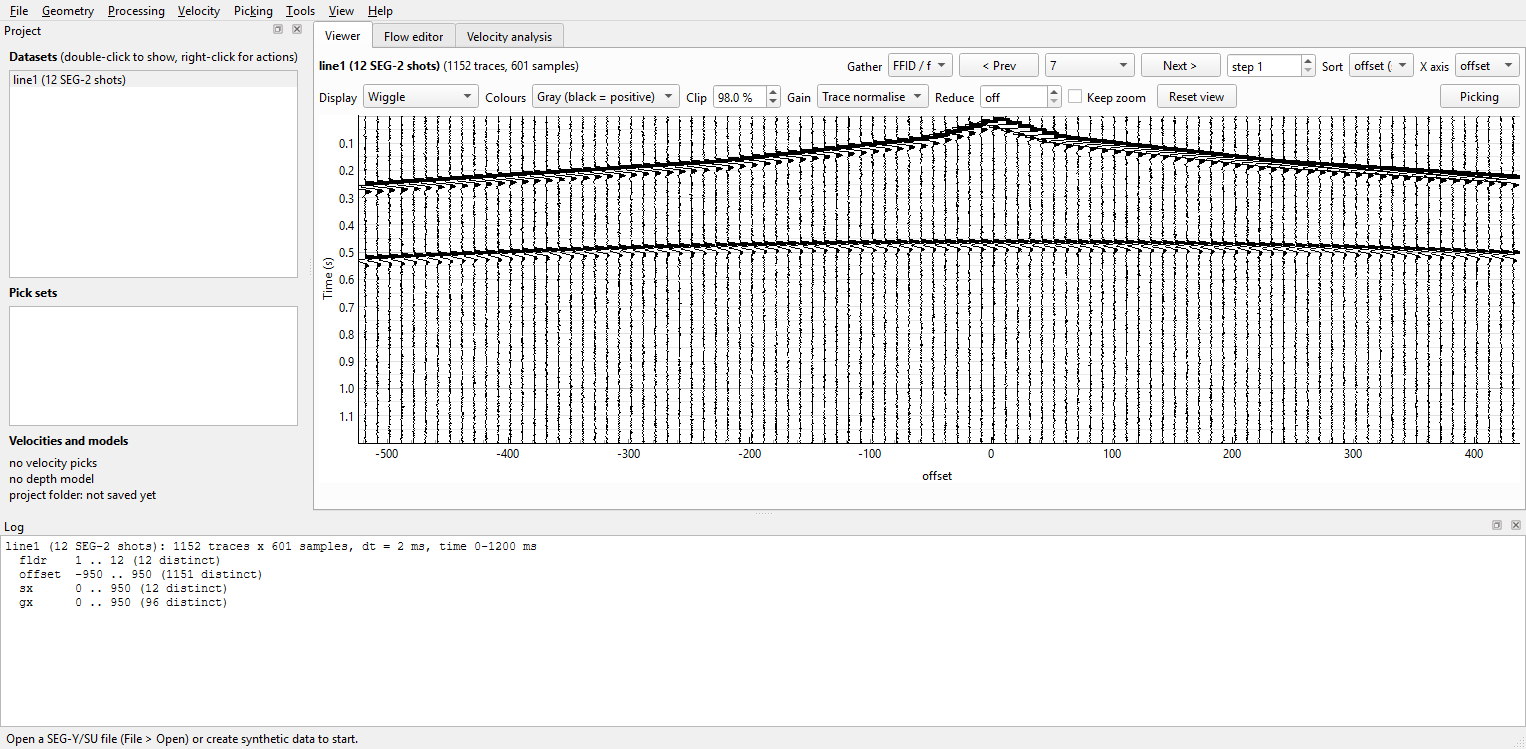 File Geometry Processing Velocity Picking Tools View Help
Project
Datasets (double-click to show, right-click for actions)
line1 (12 SEG-2 shots)
Pick sets
Velocities and models
no velocity picks
no depth model
project folder: not saved yet
Viewer Flow editor Velocity analysis
line1 (12 SEG-2 shots) (1152 traces, 601 samples) Gather FFID / f < Prev 7 Next > step 1 Sort offset ( X axis offset
Display Wiggle Colours Gray (black = positive) Clip 98.0 % Gain Trace normalise Reduce off Keep zoom Reset view Picking
0.1
0.2
0.3
0.4
0.5
0.6
0.7
0.8
0.9
1.0
1.1
Time (s)
-500 -400 -300 -200 -100 0 100 200 300 400
offset
Log
line1 (12 SEG-2 shots): 1152 traces x 601 samples, dt = 2 ms, time 0-1200 ms
fldr 1 .. 12 (12 distinct)
offset -950 .. 950 (1151 distinct)
sx 0 .. 950 (12 distinct)
gx 0 .. 950 (96 distinct)
Open a SEG-Y/SU file (File > Open) or create synthetic data to start.